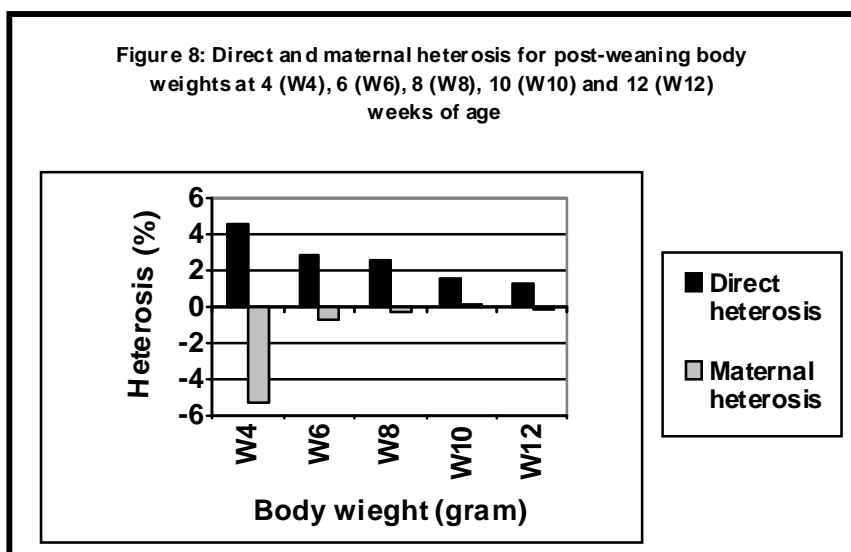 Figure 8: Direct and maternal heterosis for post-weaning body
weights at 4 (W4), 6 (W6), 8 (W8), 10 (W10) and 12 (W12)
weeks of age
Heterosis (%)
6
4
2
0
-2
-4
-6
W4
W6
W8
W10
W12
Body wieght (gram)
Direct
heterosis
Maternal
heterosis